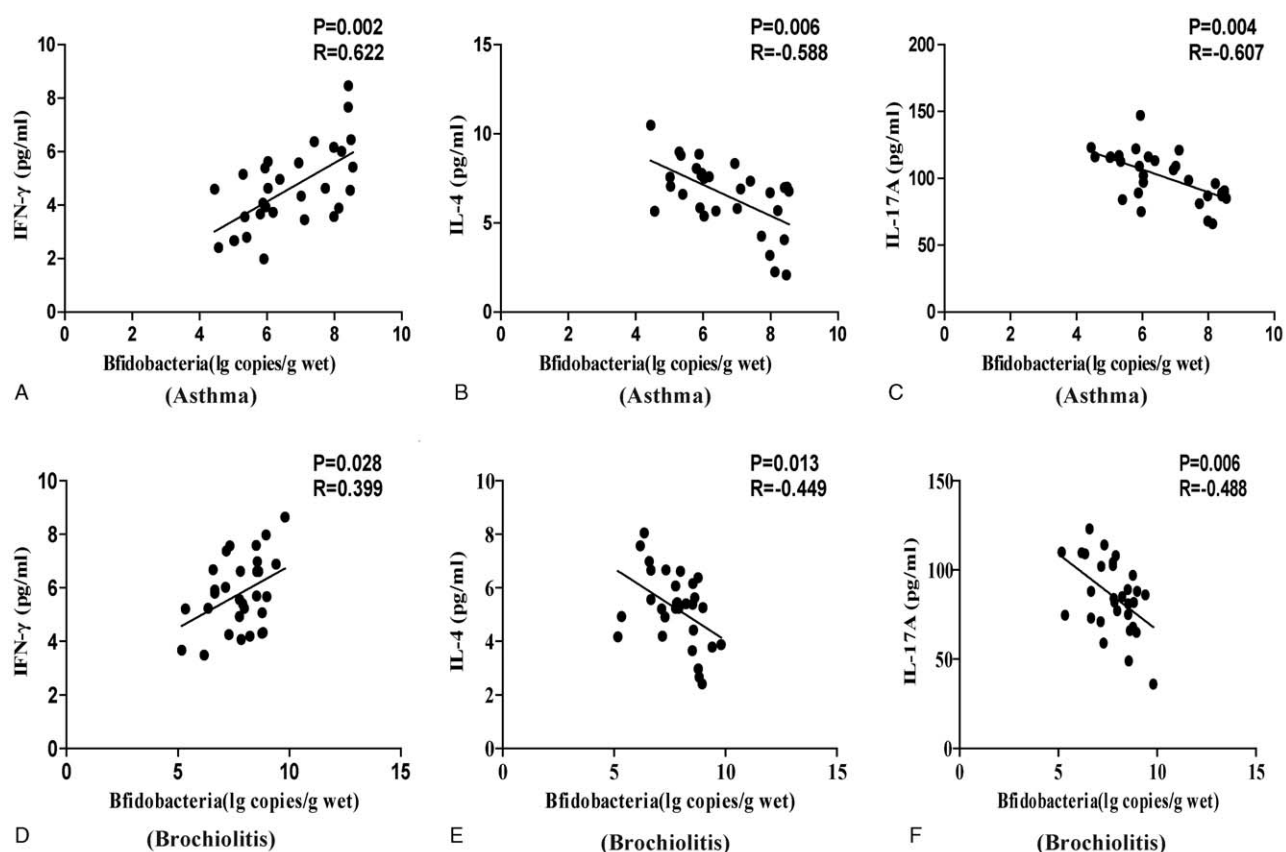 P=0.002
R=0.622
10
8
6
4
2
0
IFN-γ (pg/ml)
0 2 4 6 8 10
Bfidobacteria(lg copies/g wet)
A
(Asthma)
P=0.006
R=-0.588
15
10
5
0
IL-4 (pg/ml)
0 2 4 6 8 10
Bfidobacteria(lg copies/g wet)
B
(Asthma)
P=0.004
R=-0.607
200
150
100
50
0
IL-17A (pg/ml)
0 2 4 6 8 10
Bfidobacteria(lg copies/g wet)
C
(Asthma)
P=0.028
R=0.399
10
8
6
4
2
0
IFN-γ (pg/ml)
0 5 10 15
Bfidobacteria(lg copies/g wet)
D
(Brochiolitis)
P=0.013
R=-0.449
10
8
6
4
2
0
IL-4 (pg/ml)
0 5 10 15
Bfidobacteria(lg copies/g wet)
E
(Brochiolitis)
P=0.006
R=-0.488
150
100
50
0
IL-17A (pg/ml)
0 5 10 15
Bfidobacteria(lg copies/g wet)
F
(Brochiolitis)